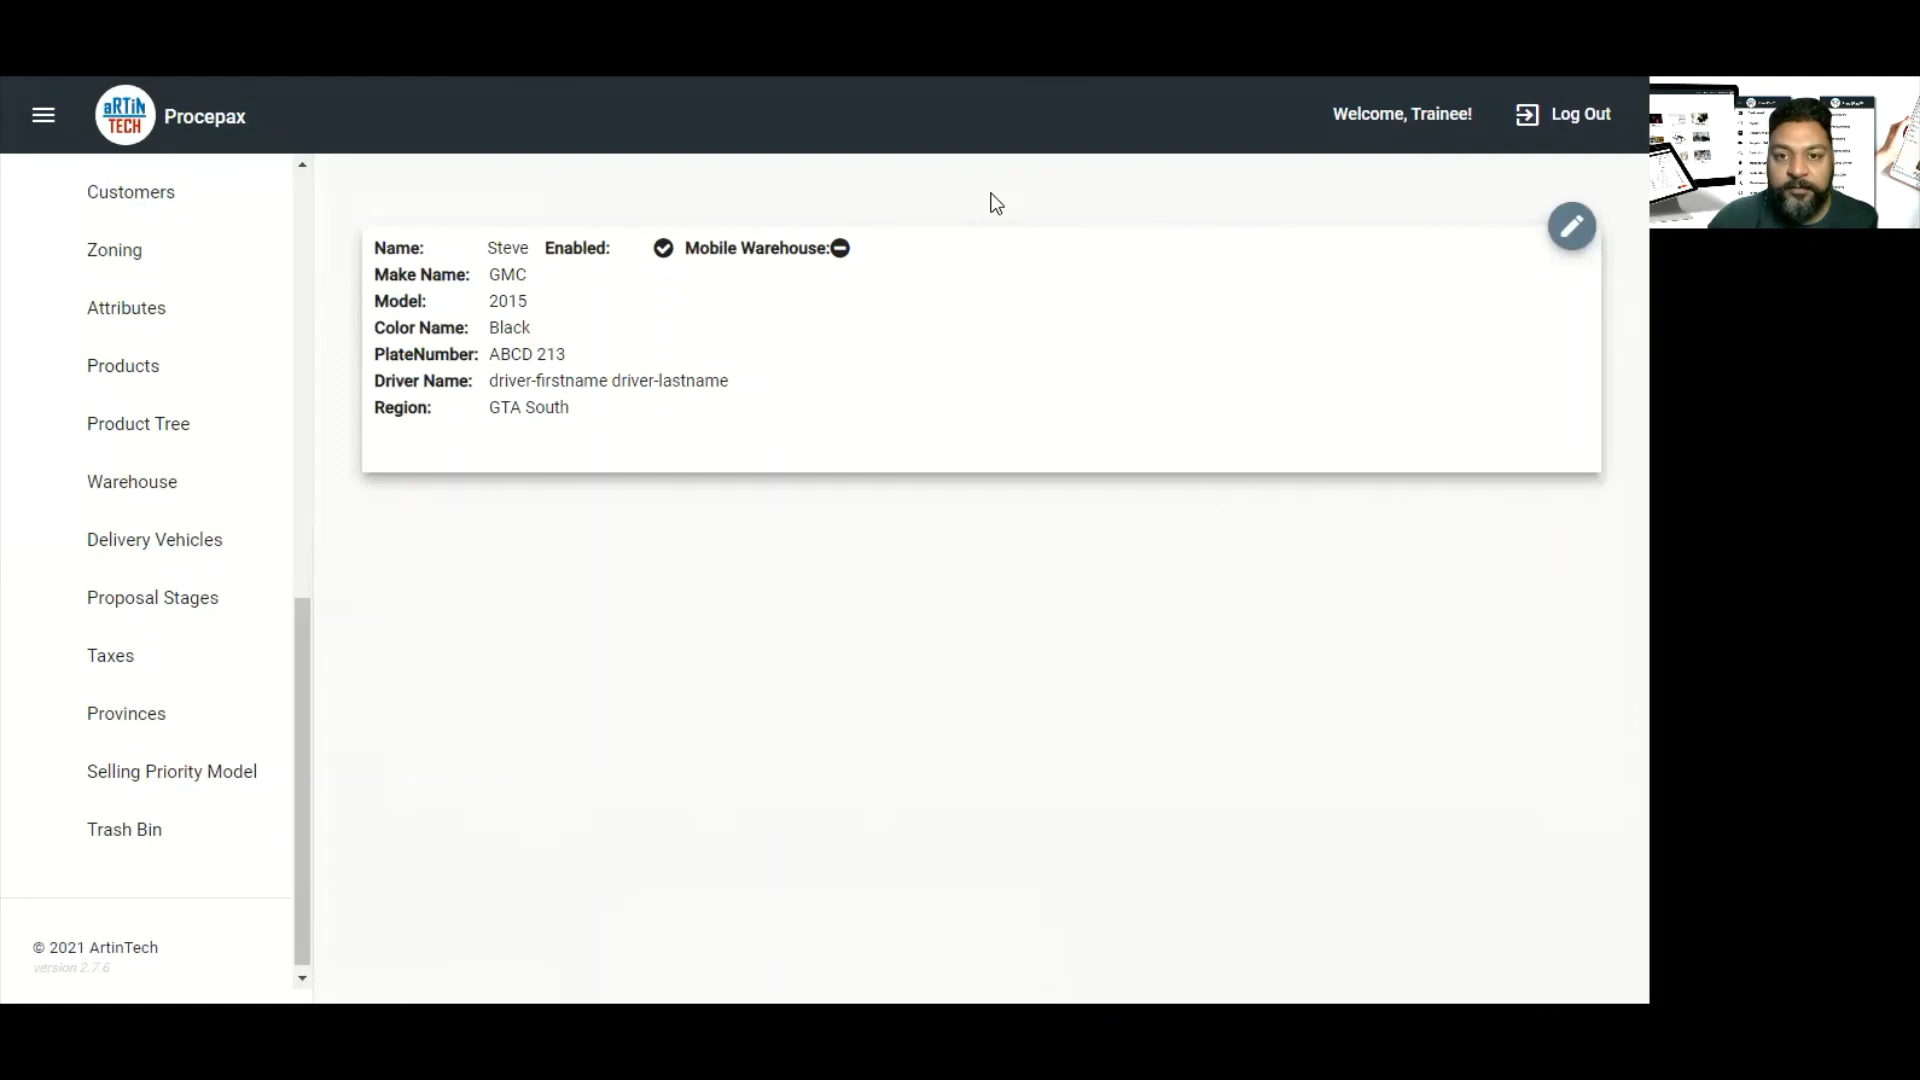 aRTiN
TECH
Procepax
Welcome, Trainee!
Log Out
Customers
Zoning
Attributes
Products
Product Tree
Warehouse
Delivery Vehicles
Proposal Stages
Taxes
Provinces
Selling Priority Model
Trash Bin
© 2021 ArtinTech
version 2.7.6
Name: Steve Enabled: Mobile Warehouse:
Make Name: GMC
Model: 2015
Color Name: Black
PlateNumber: ABCD 213
Driver Name: driver-firstname driver-lastname
Region: GTA South